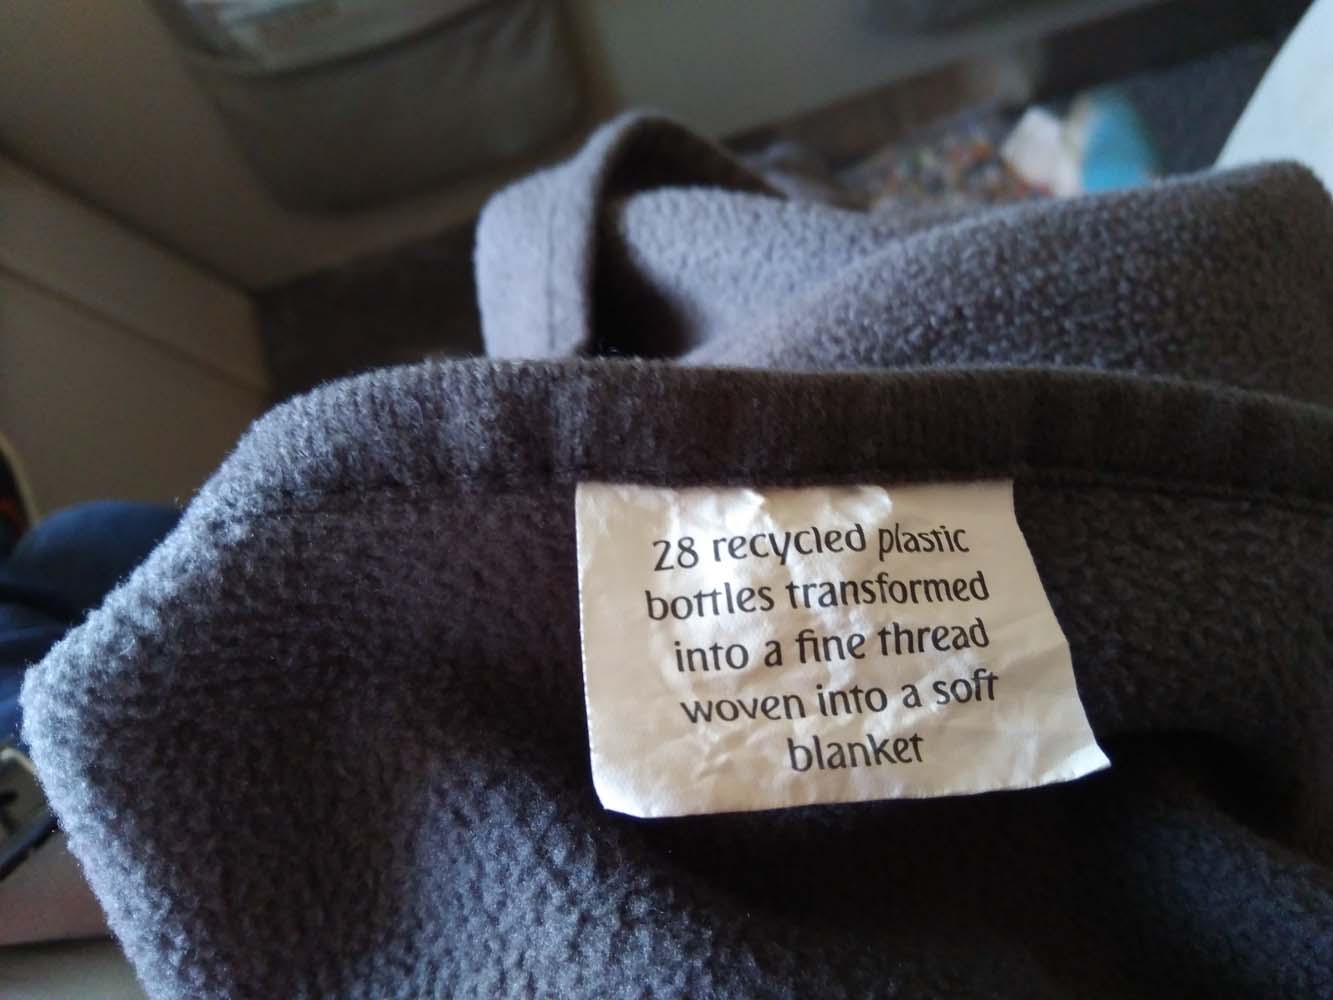 28 recycled plastic
bottles transformed
into a fine thread
woven into a soft
blanket